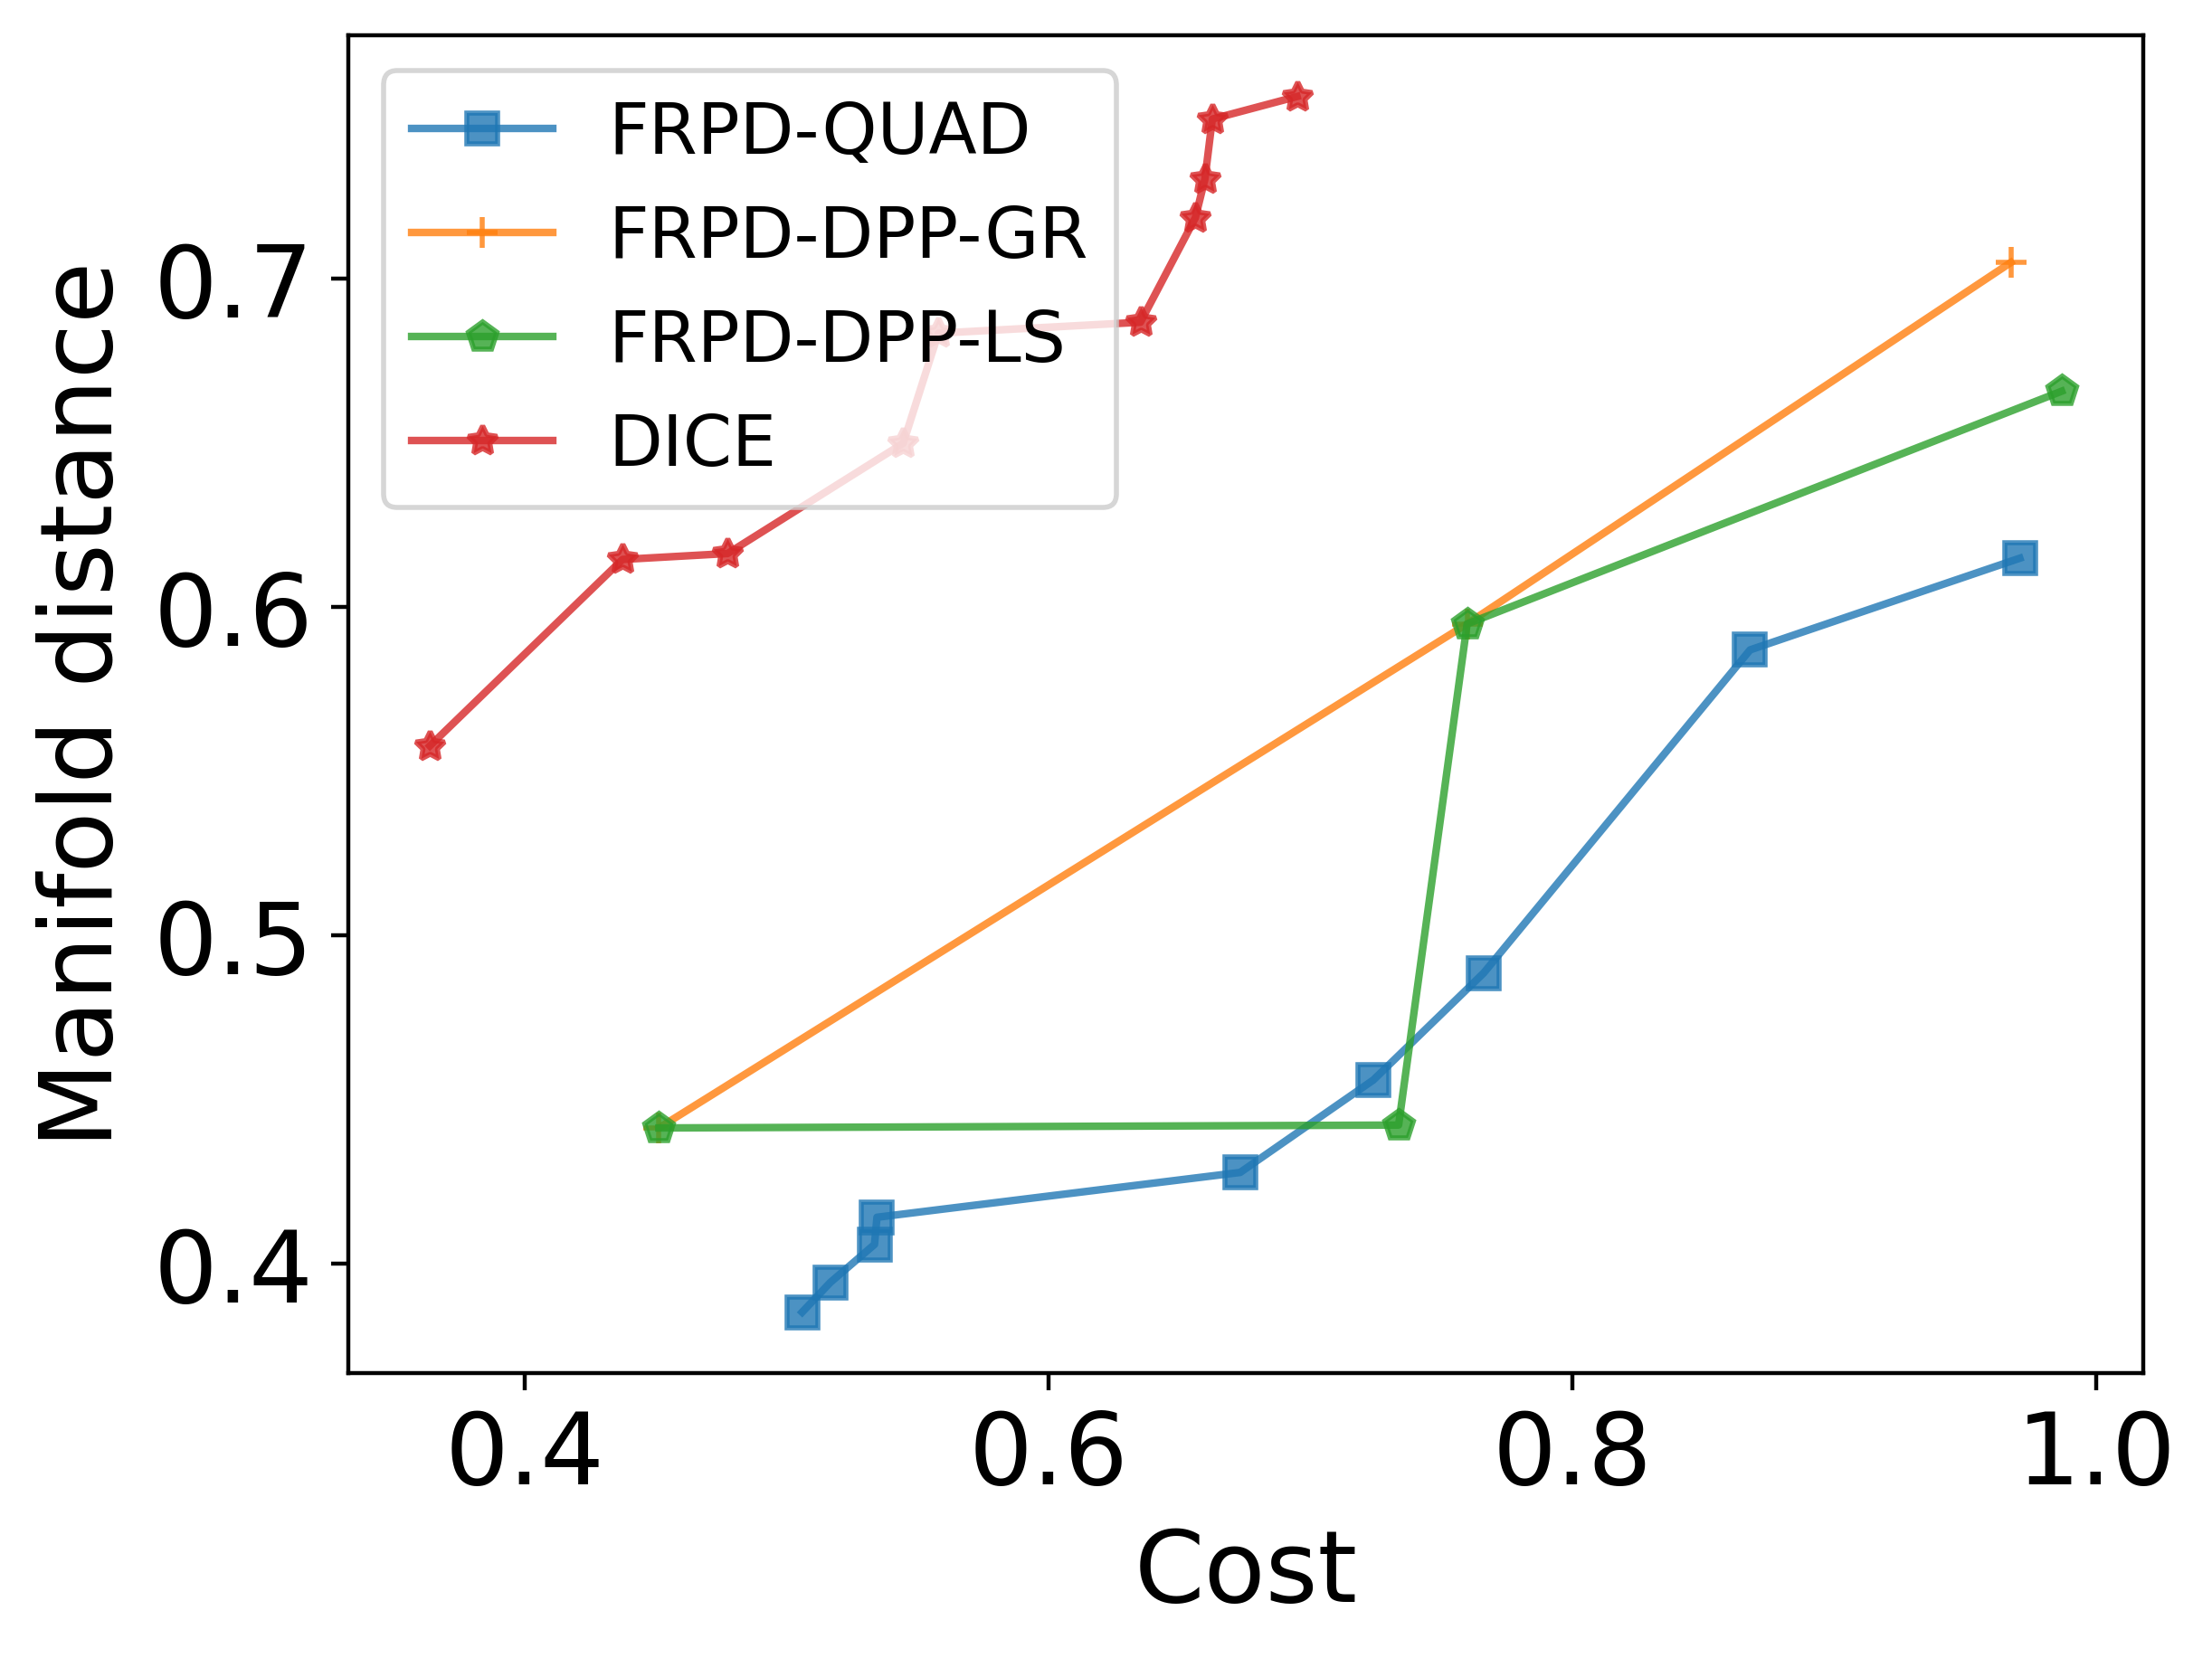 FRPD-QUAD
FRPD-DPP-GR
FRPD-DPP-LS
DICE
Manifold distance
0.7
0.6
0.5
0.4
0.4 0.6 0.8 1.0
Cost